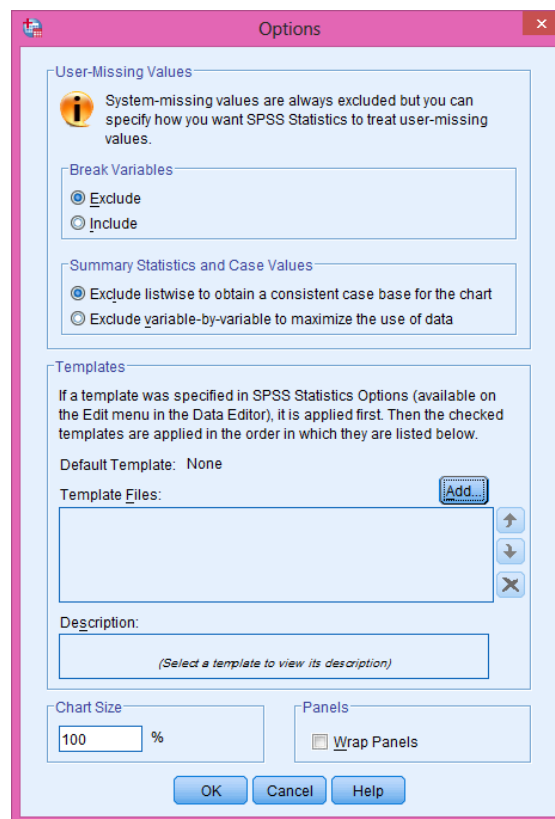 Options
User-Missing Values
System-missing values are always excluded but you can
specify how you want SPSS Statistics to treat user-missing
values.
Break Variables
Exclude
Include
Summary Statistics and Case Values
Exclude listwise to obtain a consistent case base for the chart
Exclude variable-by-variable to maximize the use of data
Templates
If a template was specified in SPSS Statistics Options (available on
the Edit menu in the Data Editor), it is applied first. Then the checked
templates are applied in the order in which they are listed below.
Default Template: None
Template Files:
Add...
Description:
(Select a template to view its description)
Chart Size
100 %
Panels
Wrap Panels
OK Cancel Help